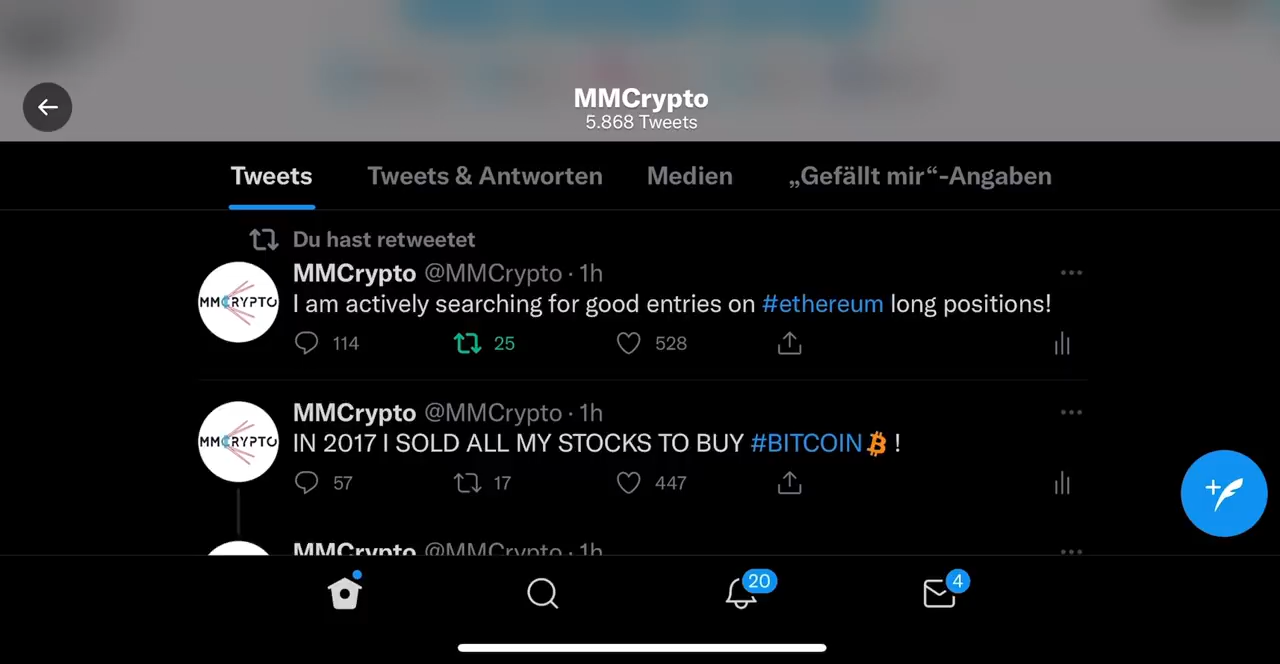 MMCrypto
5.868 Tweets
Tweets Tweets & Antworten Medien „Gefällt mir“-Angaben
Du hast retweetet
MMCrypto @MMCrypto · 1h
MMCRYPTO
I am actively searching for good entries on #ethereum long positions!
114 25 528
MMCrypto @MMCrypto · 1h
MMCRYPTO
IN 2017 I SOLD ALL MY STOCKS TO BUY #BITCOIN !
57 17 447
MMCrypto @MMCrypto · 1h
20 4